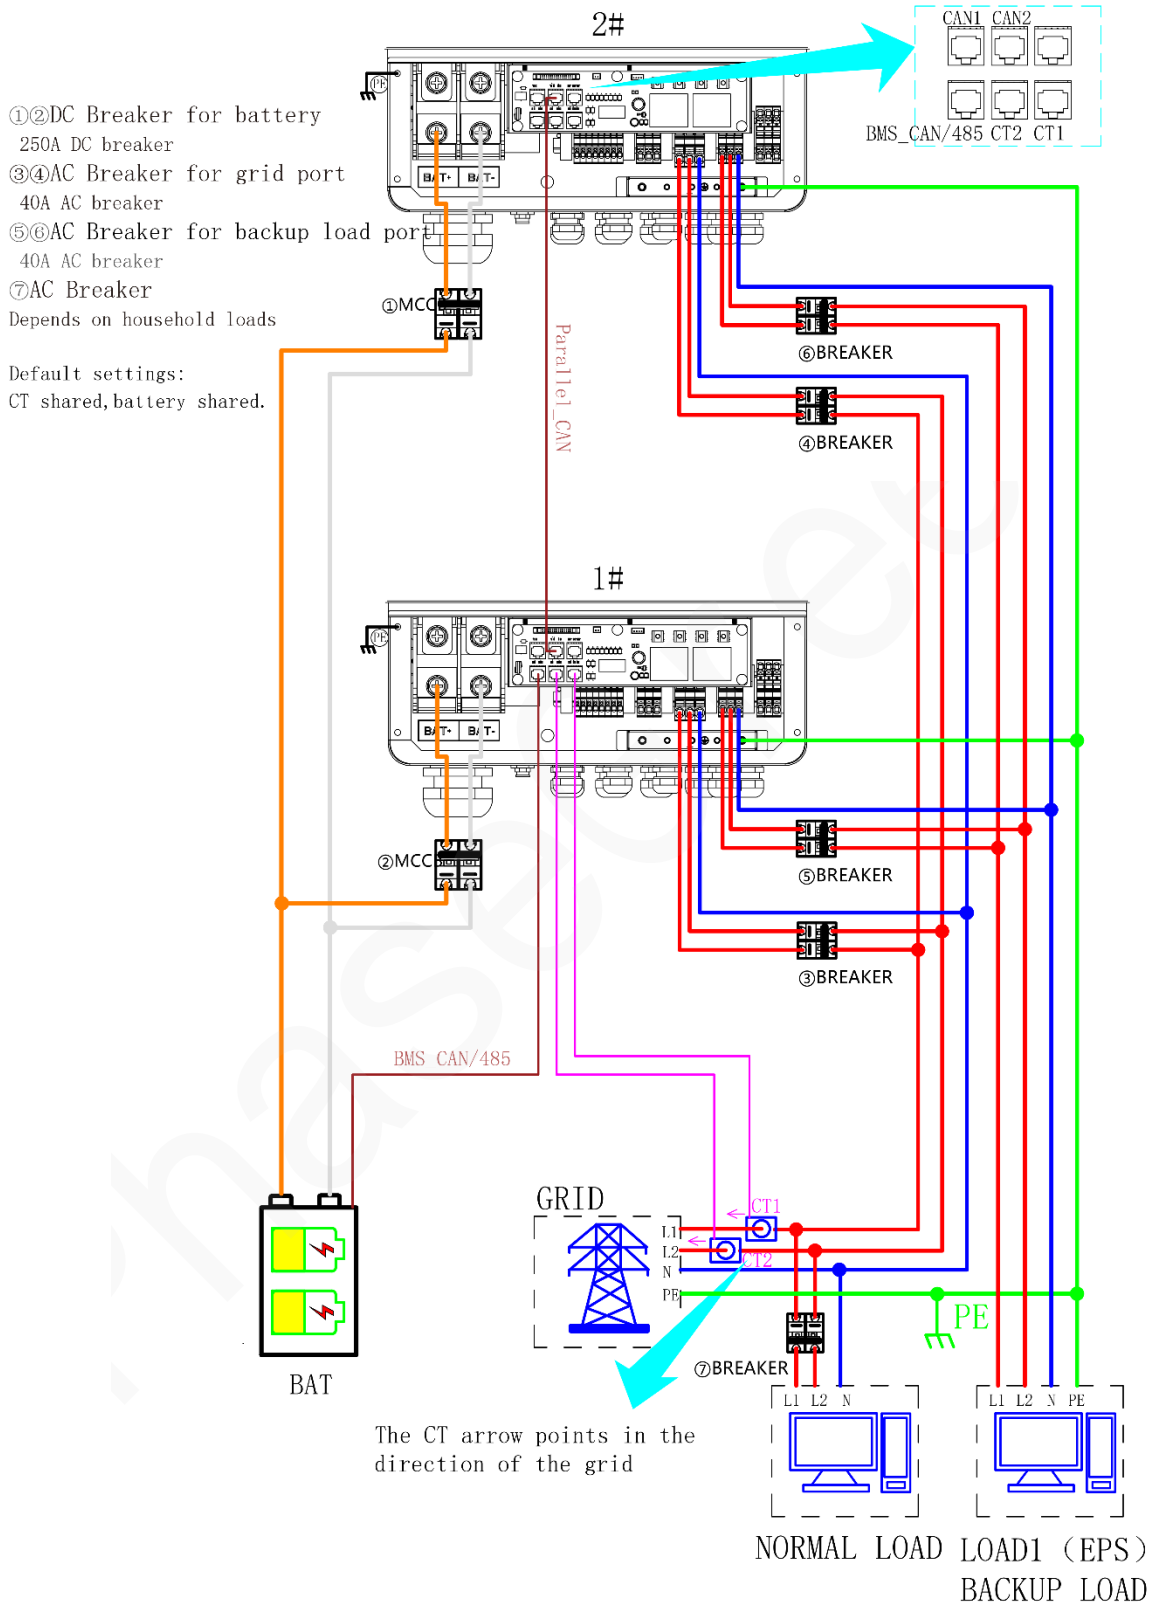 2#
CAN1 CAN2
BMS_CAN/485 CT2 CT1
PE
①②DC Breaker for battery
250A DC breaker
③④AC Breaker for grid port
40A AC breaker
⑤⑥AC Breaker for backup load port
40A AC breaker
⑦AC Breaker
Depends on household loads
Default settings:
CT shared,battery shared.
BAT+ BAT-
①MCC
Parallel_CAN
⑥BREAKER
④BREAKER
1#
PE
BAT+ BAT-
②MCC
⑤BREAKER
③BREAKER
BMS CAN/485
GRID
CT1
L1
L2
CT2
N
PE
PE
⑦BREAKER
BAT
L1 L2 N
L1 L2 N PE
The CT arrow points in the
direction of the grid
NORMAL LOAD
LOAD1 (EPS)
BACKUP LOAD